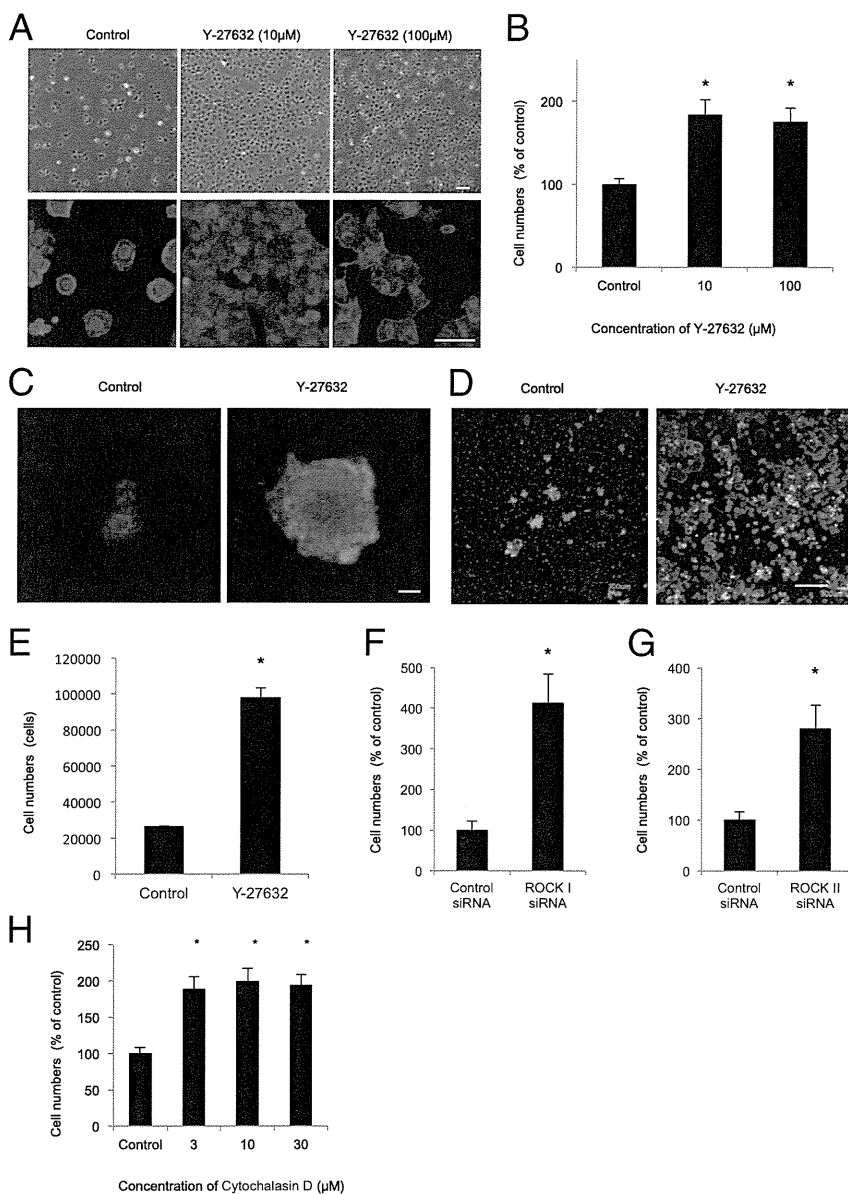 A
Control
Y-27632 (10µM)
Y-27632 (100µM)
B
Cell numbers (% of control)
200
100
0
*
*
Control
10
100
Concentration of Y-27632 (µM)
C
Control
Y-27632
D
Control
Y-27632
E
Cell numbers (cells)
120000
100000
80000
60000
40000
20000
0
*
Control
Y-27632
F
Cell numbers (% of control)
500
400
300
200
100
0
*
Control
siRNA
ROCK I
siRNA
G
Cell numbers (% of control)
400
300
200
100
0
*
Control
siRNA
ROCK II
siRNA
H
Cell numbers (% of control)
250
200
150
100
50
0
*
*
*
Control
3
10
30
Concentration of Cytochalasin D (µM)